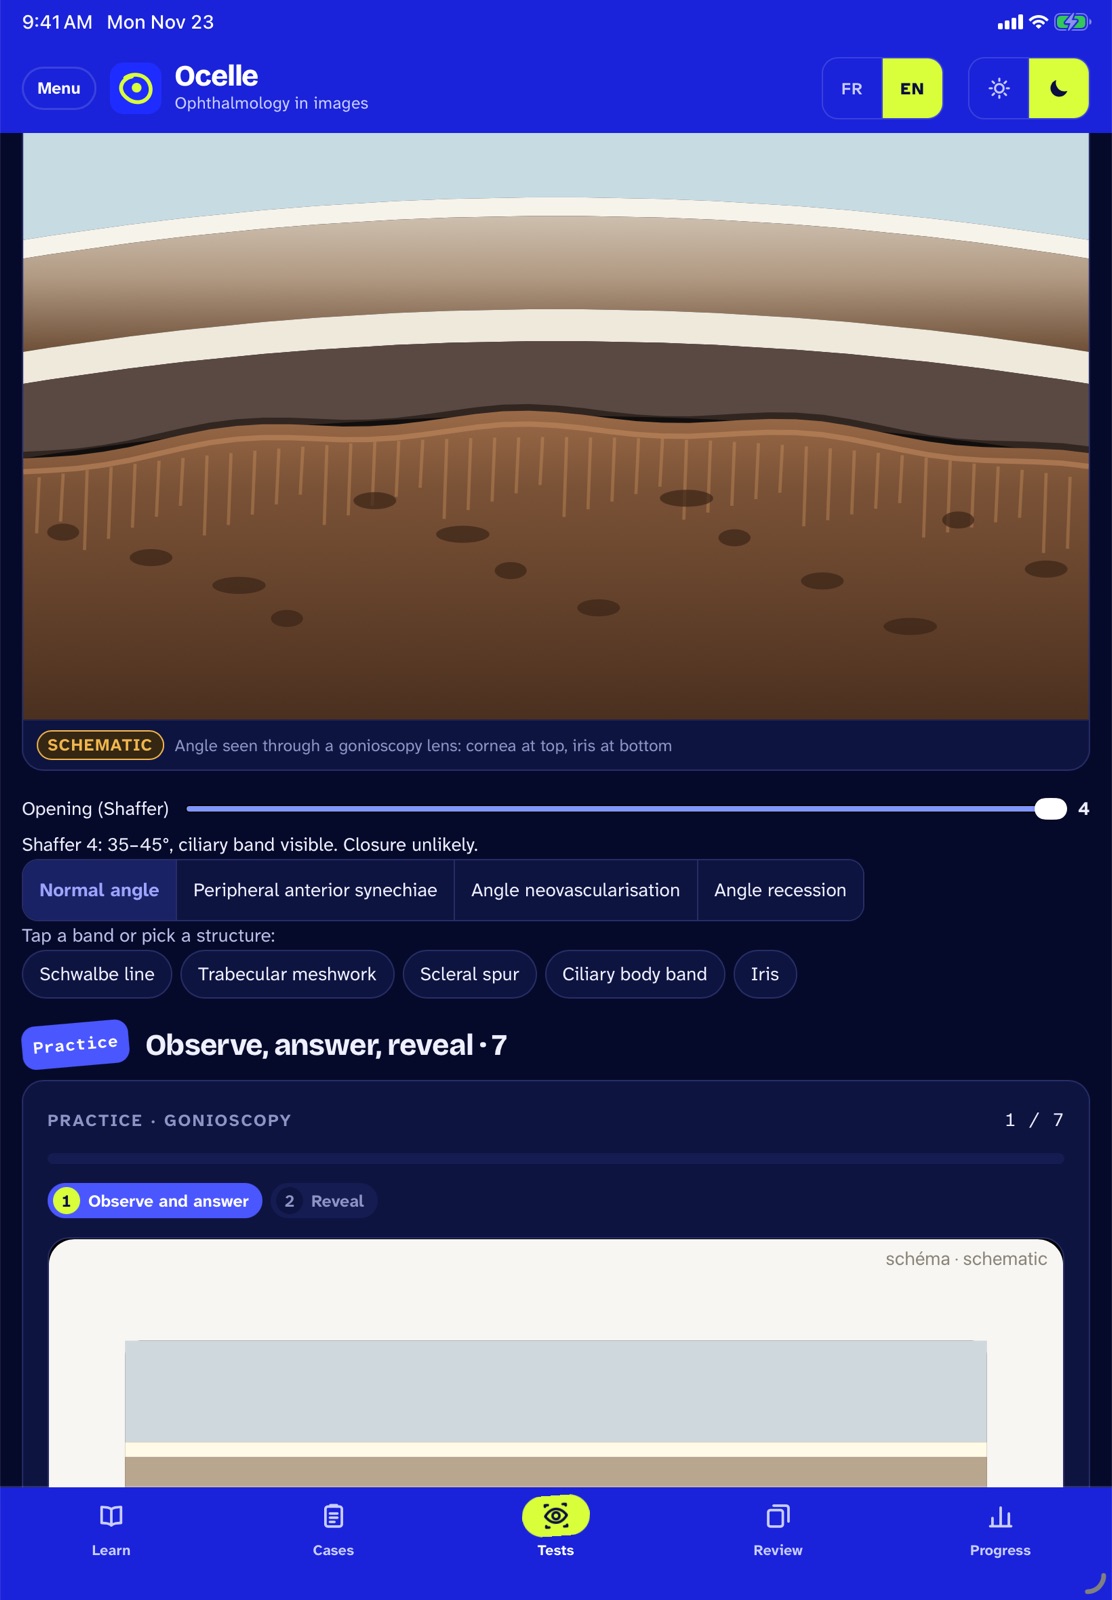 9:41 AM Mon Nov 23
Menu
Ocelle
Ophthalmology in images
FR EN
SCHEMATIC Angle seen through a gonioscopy lens: cornea at top, iris at bottom
Opening (Shaffer) 4
Shaffer 4: 35–45°, ciliary band visible. Closure unlikely.
Normal angle Peripheral anterior synechiae Angle neovascularisation Angle recession
Tap a band or pick a structure:
Schwalbe line Trabecular meshwork Scleral spur Ciliary body band Iris
Practice Observe, answer, reveal · 7
PRACTICE · GONIOSCOPY 1 / 7
1 Observe and answer 2 Reveal
schéma · schematic
Learn Cases Tests Review Progress